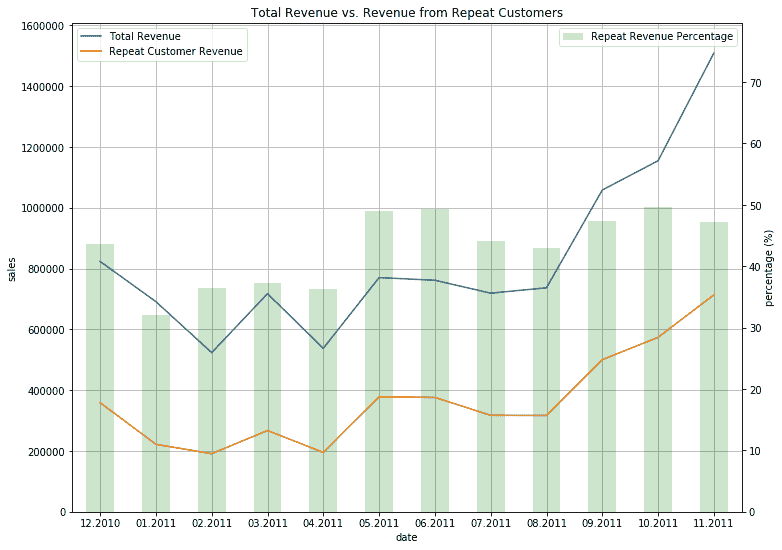 Total Revenue vs. Revenue from Repeat Customers
Total Revenue
Repeat Customer Revenue
Repeat Revenue Percentage
1600000
1400000
1200000
1000000
800000
600000
400000
200000
0
sales
70
60
50
40
30
20
10
0
percentage (%)
12.2010 01.2011 02.2011 03.2011 04.2011 05.2011 06.2011 07.2011 08.2011 09.2011 10.2011 11.2011
date